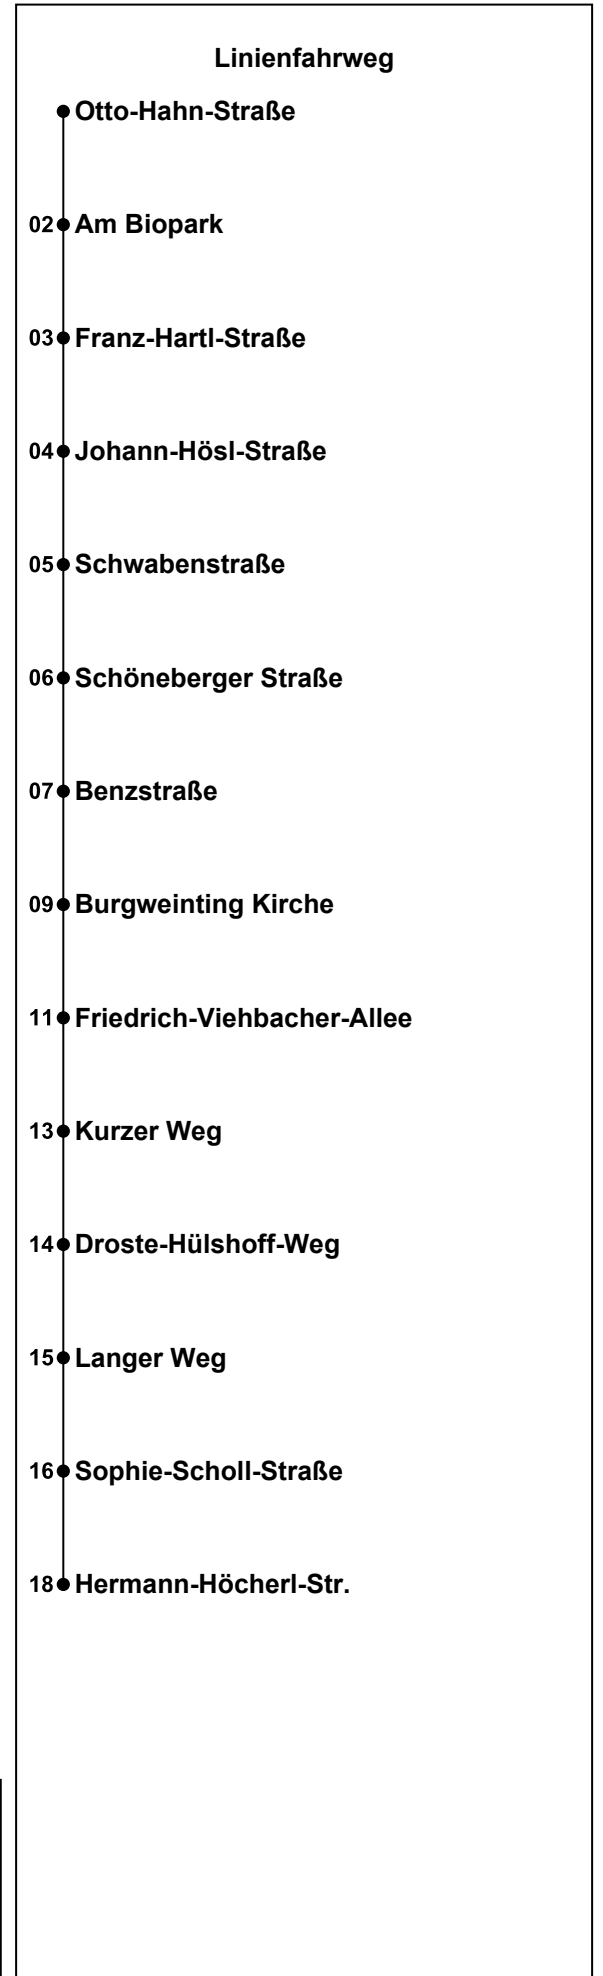 Linienfahrweg
Otto-Hahn-Straße
02 Am Biopark
03 Franz-Hartl-Straße
04 Johann-Hösl-Straße
05 Schwabenstraße
06 Schöneberger Straße
07 Benzstraße
09 Burgweinting Kirche
11 Friedrich-Viehbacher-Allee
13 Kurzer Weg
14 Droste-Hülshoff-Weg
15 Langer Weg
16 Sophie-Scholl-Straße
18 Hermann-Höcherl-Str.